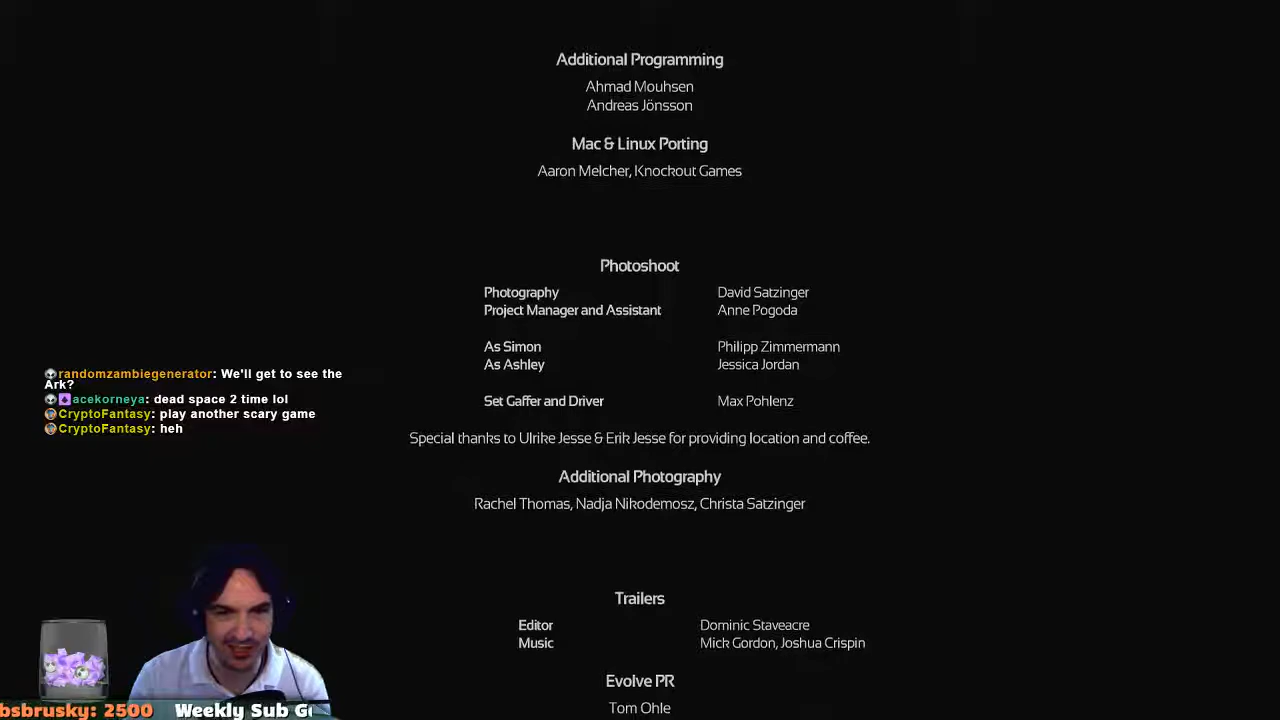 Additional Programming
Ahmad Mouhsen
Andreas Jönsson
Mac & Linux Porting
Aaron Melcher, Knockout Games
Photoshoot
Photography David Satzinger
Project Manager and Assistant Anne Pogoda
As Simon Philipp Zimmermann
As Ashley Jessica Jordan
Set Gaffer and Driver Max Pohlenz
Special thanks to Ulrike Jesse & Erik Jesse for providing location and coffee.
Additional Photography
Rachel Thomas, Nadja Nikodemosz, Christa Satzinger
Trailers
Editor Dominic Staveacre
Music Mick Gordon, Joshua Crispin
Evolve PR
Tom Ohle
randomzambiegenerator: We'll get to see the
Ark?
acekorneya: dead space 2 time lol
CryptoFantasy: play another scary game
CryptoFantasy: heh
bsbrusky: 2500 Weekly Sub G